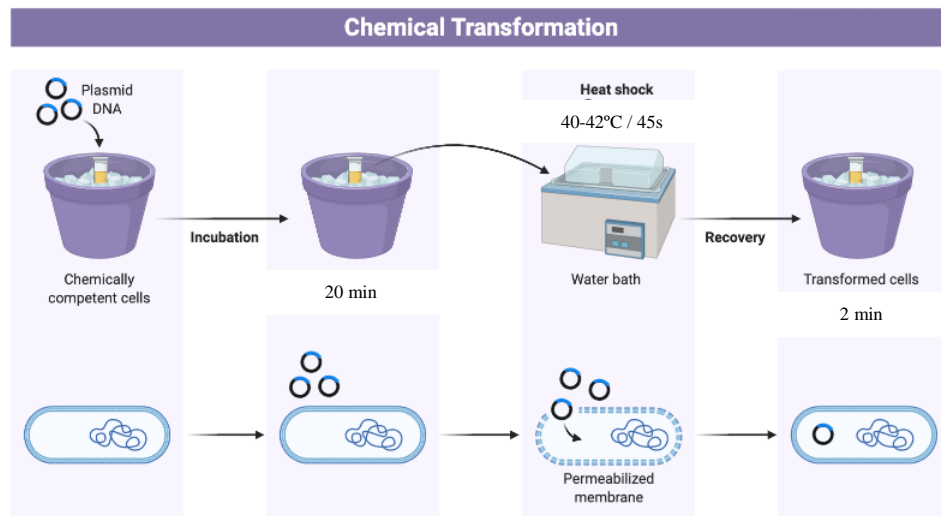 Chemical Transformation
Plasmid
DNA
Heat shock
40-42ºC / 45s
Incubation
Recovery
Chemically
competent cells
20 min
Water bath
Transformed cells
2 min
Permeabilized
membrane